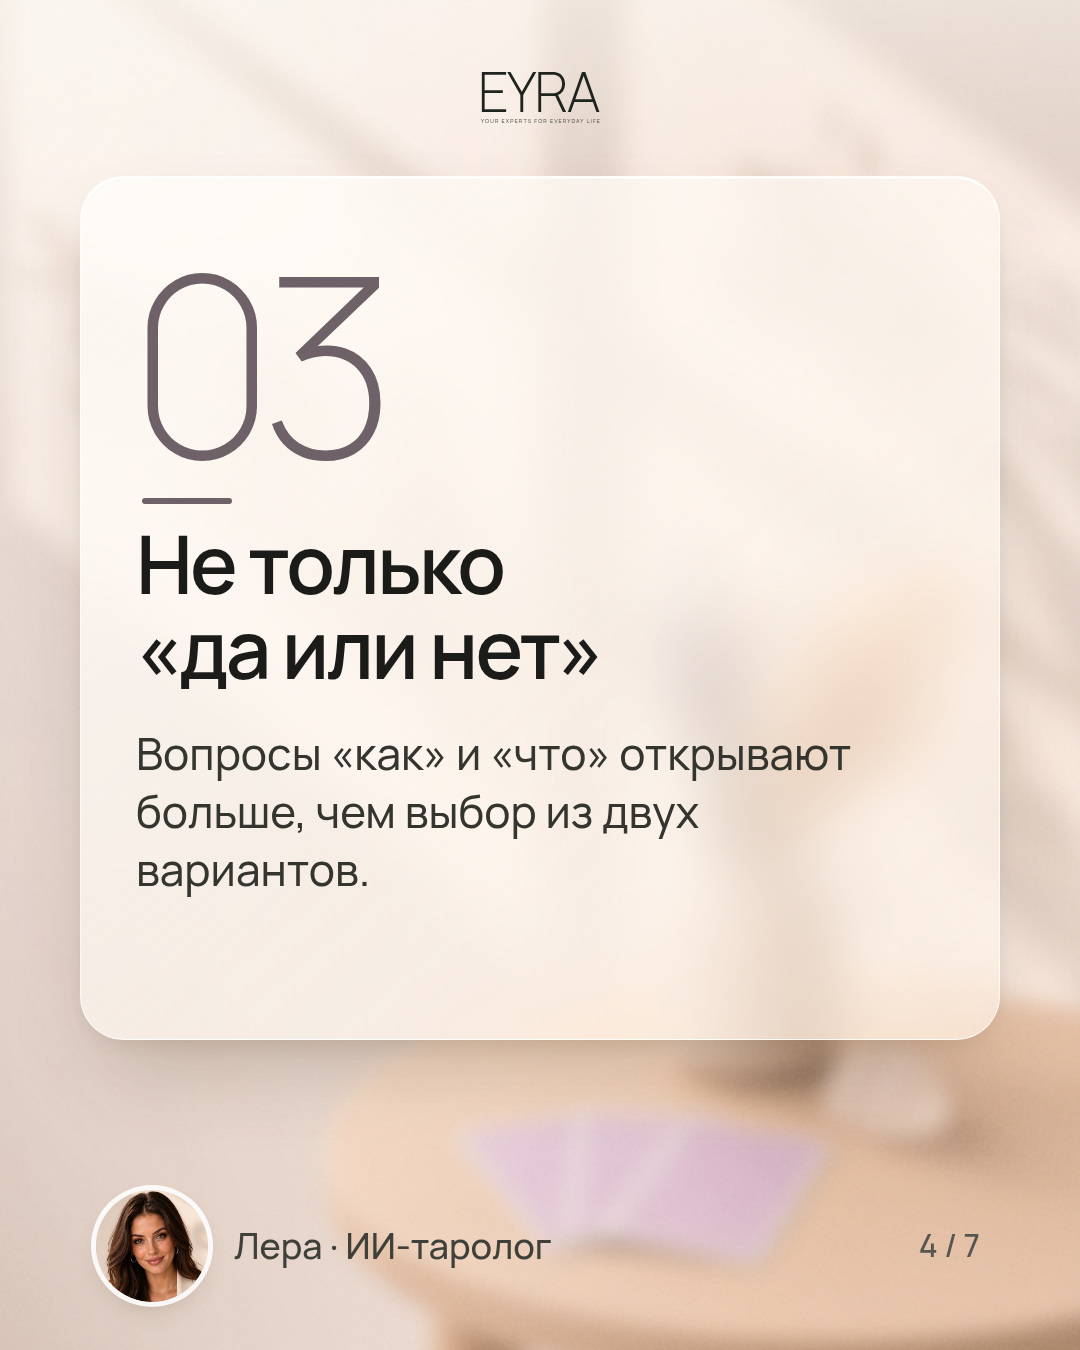 EYRA
YOUR EXPERTS FOR EVERYDAY LIFE
03
Не только
«да или нет»
Вопросы «как» и «что» открывают
больше, чем выбор из двух
вариантов.
Лера · ИИ-таролог
4 / 7